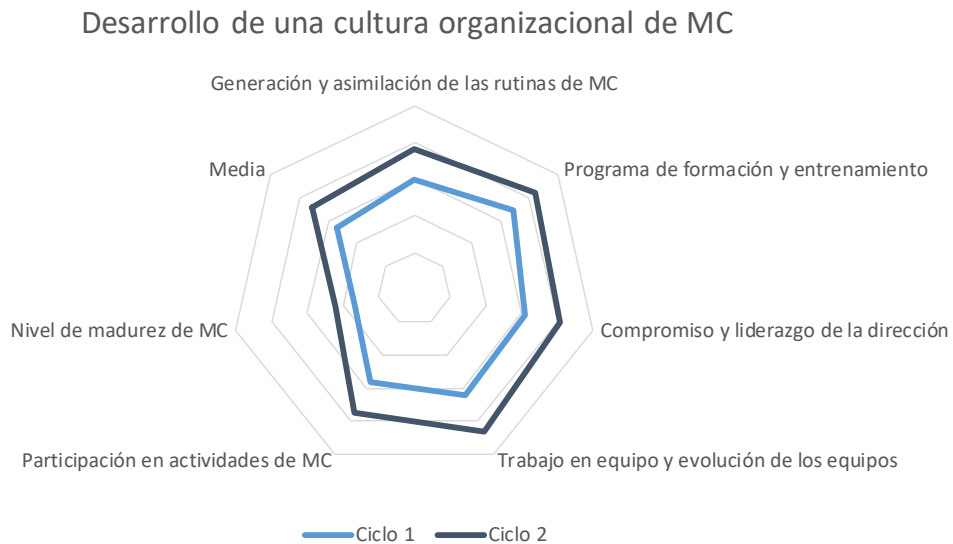 Desarrollo de una cultura organizacional de MC
Generación y asimilación de las rutinas de MC
Media
Programa de formación y entrenamiento
Nivel de madurez de MC
Compromiso y liderazgo de la dirección
Participación en actividades de MC
Trabajo en equipo y evolución de los equipos
Ciclo 1
Ciclo 2